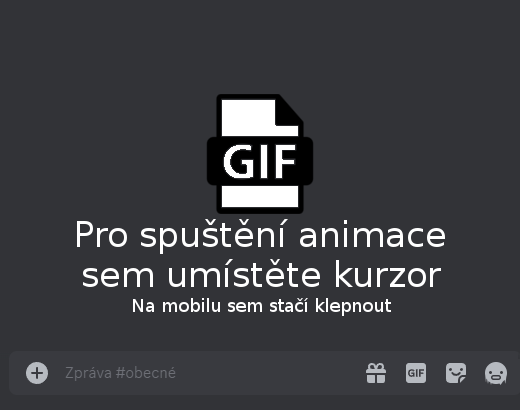 GIF
Pro spuštění animace
sem umístěte kurzor
Na mobilu sem stačí klepnout
Zpráva #obecné
GIF